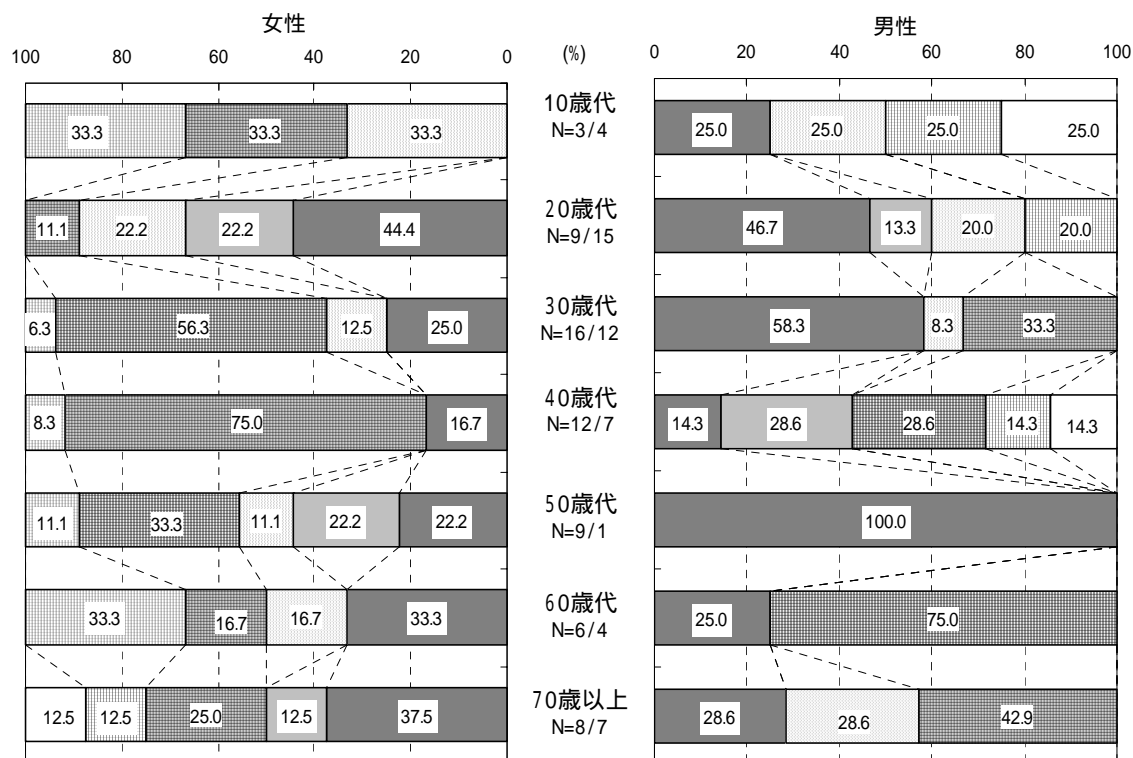 女性
男性
100 80 60 40 20 0
(%)
0 20 40 60 80 100
10歳代
N=3/4
33.3 33.3 33.3
25.0 25.0 25.0 25.0
20歳代
N=9/15
11.1 22.2 22.2 44.4
46.7 13.3 20.0 20.0
30歳代
N=16/12
6.3 56.3 12.5 25.0
58.3 8.3 33.3
40歳代
N=12/7
8.3 75.0 16.7
14.3 28.6 28.6 14.3 14.3
50歳代
N=9/1
11.1 33.3 11.1 22.2 22.2
100.0
60歳代
N=6/4
33.3 16.7 16.7 33.3
25.0 75.0
70歳以上
N=8/7
12.5 12.5 25.0 12.5 37.5
28.6 28.6 42.9